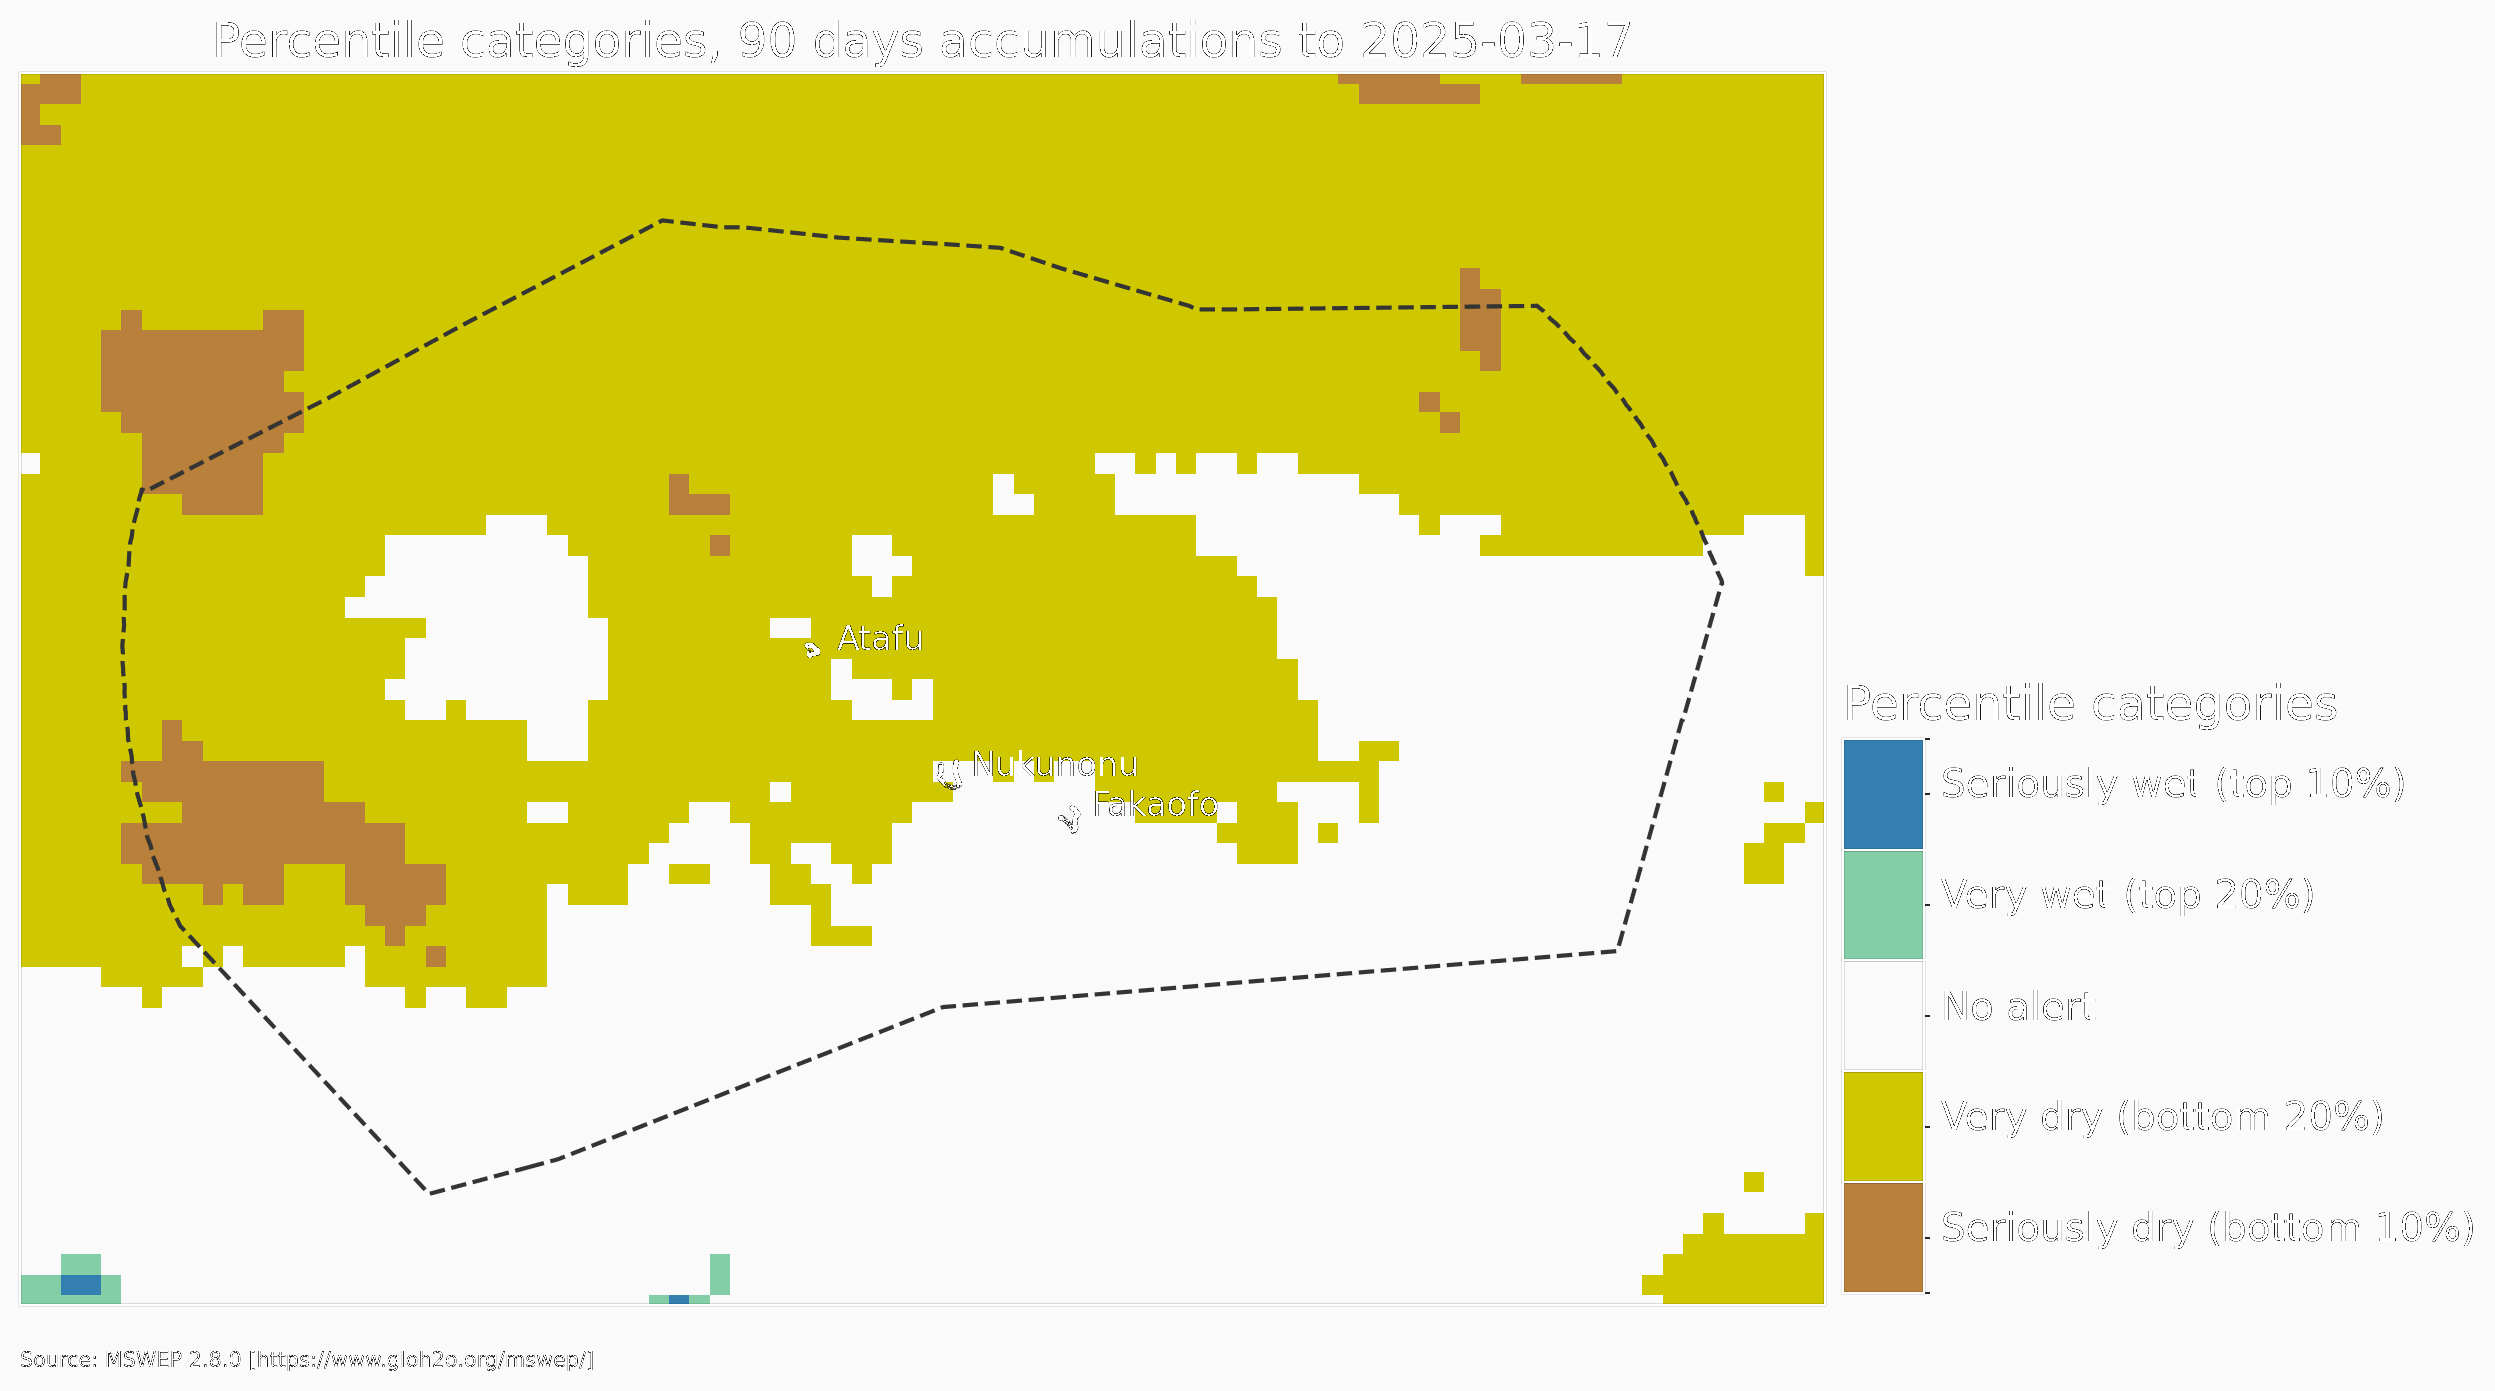 Percentile categories, 90 days accumulations to 2025-03-17
Atafu
Nukunonu
Fakaofo
Percentile categories
Seriously wet (top 10%)
Very wet (top 20%)
No alert
Very dry (bottom 20%)
Seriously dry (bottom 10%)
Source: MSWEP 2.8.0 [https://www.gloh2o.org/mswep/]